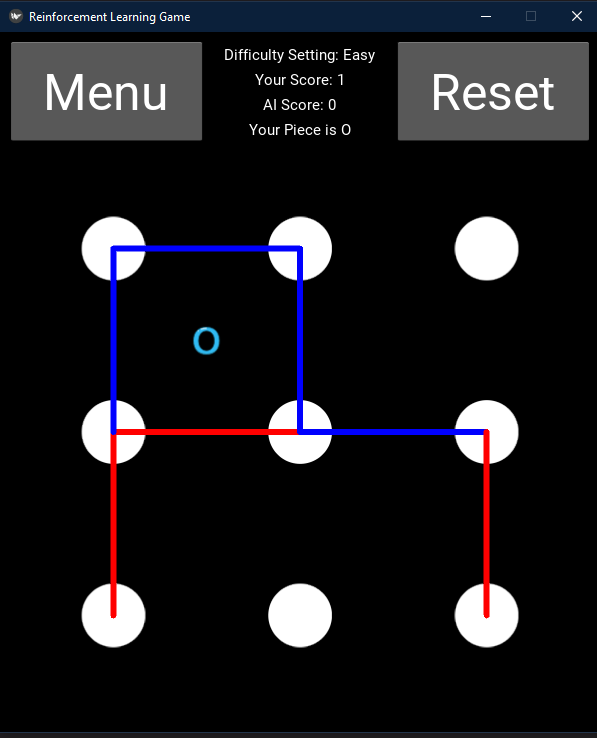 Reinforcement Learning Game
Menu
Difficulty Setting: Easy
Your Score: 1
AI Score: 0
Your Piece is O
Reset
O